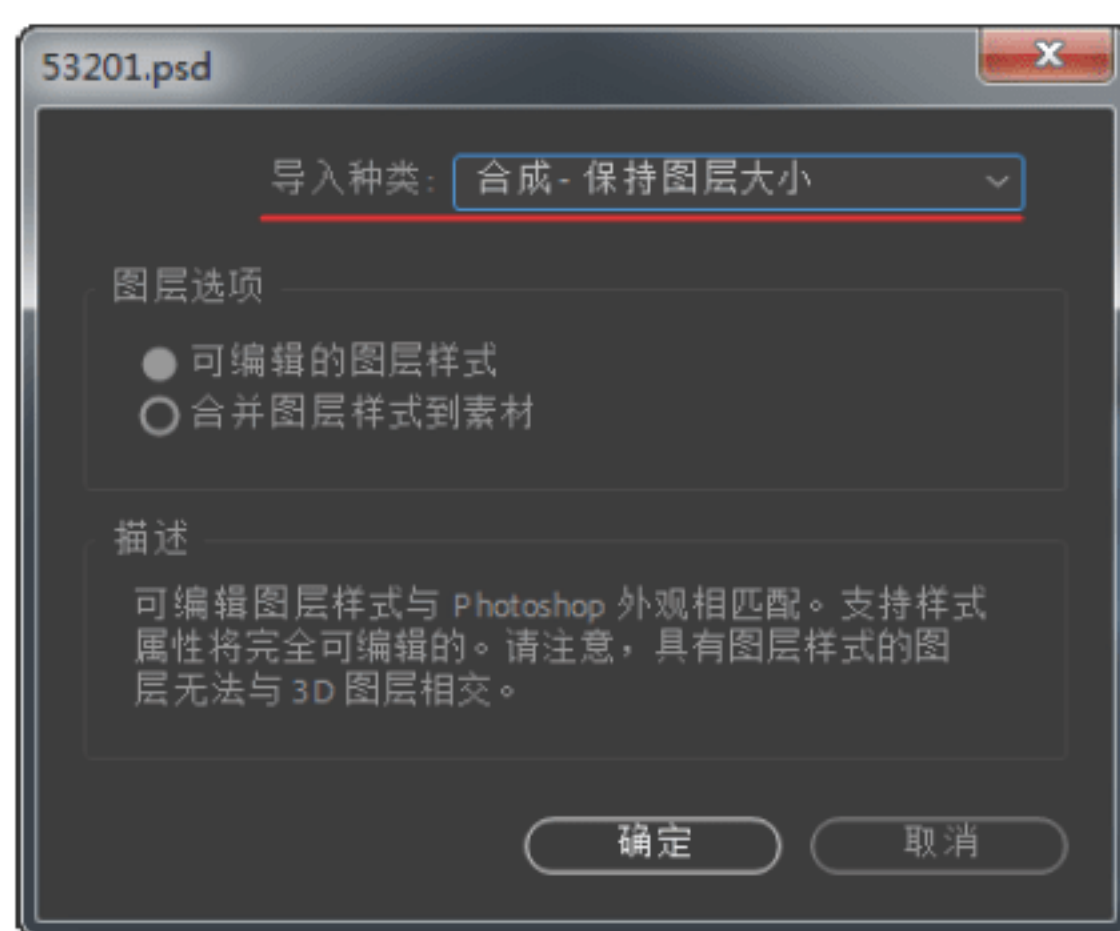 53201.psd
导入种类: 合成 - 保持图层大小
图层选项
可编辑的图层样式
合并图层样式到素材
描述
可编辑图层样式与 Photoshop 外观相匹配。支持样式
属性将完全可编辑的。请注意，具有图层样式的图
层无法与 3D 图层相交。
确定 取消